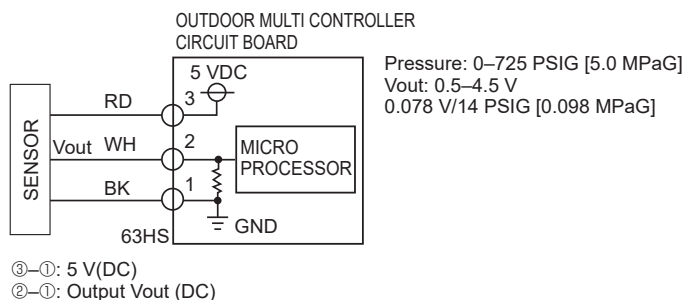 OUTDOOR MULTI CONTROLLER
CIRCUIT BOARD
Pressure: 0–725 PSIG [5.0 MPaG]
Vout: 0.5–4.5 V
0.078 V/14 PSIG [0.098 MPaG]
5 VDC
RD
3
SENSOR
Vout WH
2
MICRO
PROCESSOR
BK
1
GND
63HS
③–①: 5 V(DC)
②–①: Output Vout (DC)